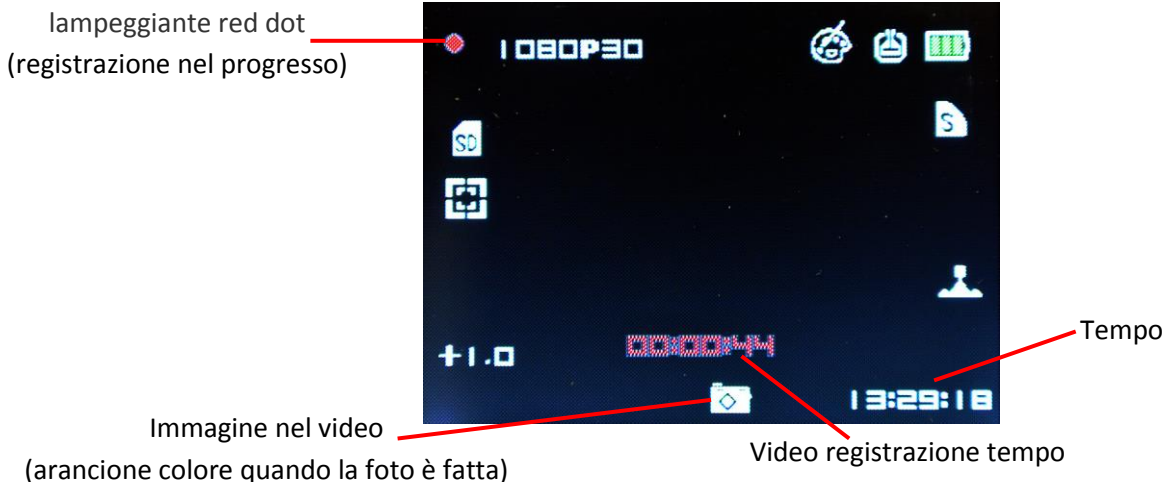 lampeggiante red dot
(registrazione nel progresso)
1080P30
SD
S
+1.0
00:00:44
13:29:18
Tempo
Immagine nel video
(arancione colore quando la foto è fatta)
Video registrazione tempo